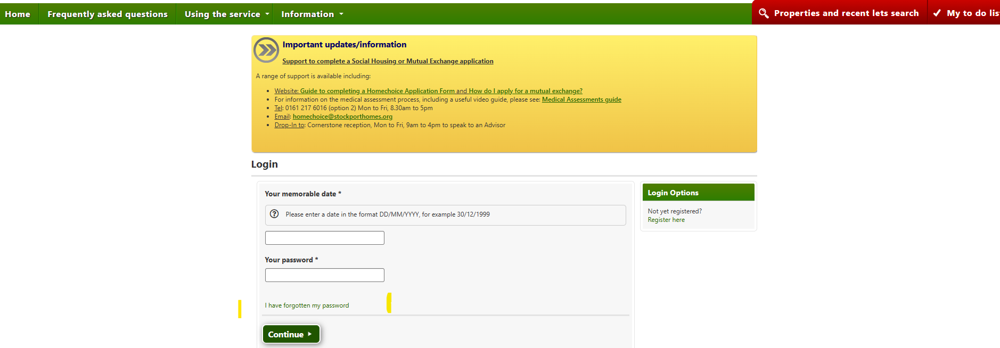 Home
Frequently asked questions
Using the service
Information
Properties and recent lets search
My to do lis
Important updates/information
Support to complete a Social Housing or Mutual Exchange application
A range of support is available including:
• Website: Guide to completing a Homechoice Application Form and How do I apply for a mutual exchange?
• For information on the medical assessment process, including a useful video guide, please see: Medical Assessments guide
• Tel: 0161 217 6016 (option 2) Mon to Fri, 8.30am to 5pm
• Email: homechoice@stockporthomes.org
• Drop-In to: Cornerstone reception, Mon to Fri, 9am to 4pm to speak to an Advisor
Login
Your memorable date *
Please enter a date in the format DD/MM/YYYY, for example 30/12/1999
Your password *
I have forgotten my password
Continue
Login Options
Not yet registered?
Register here